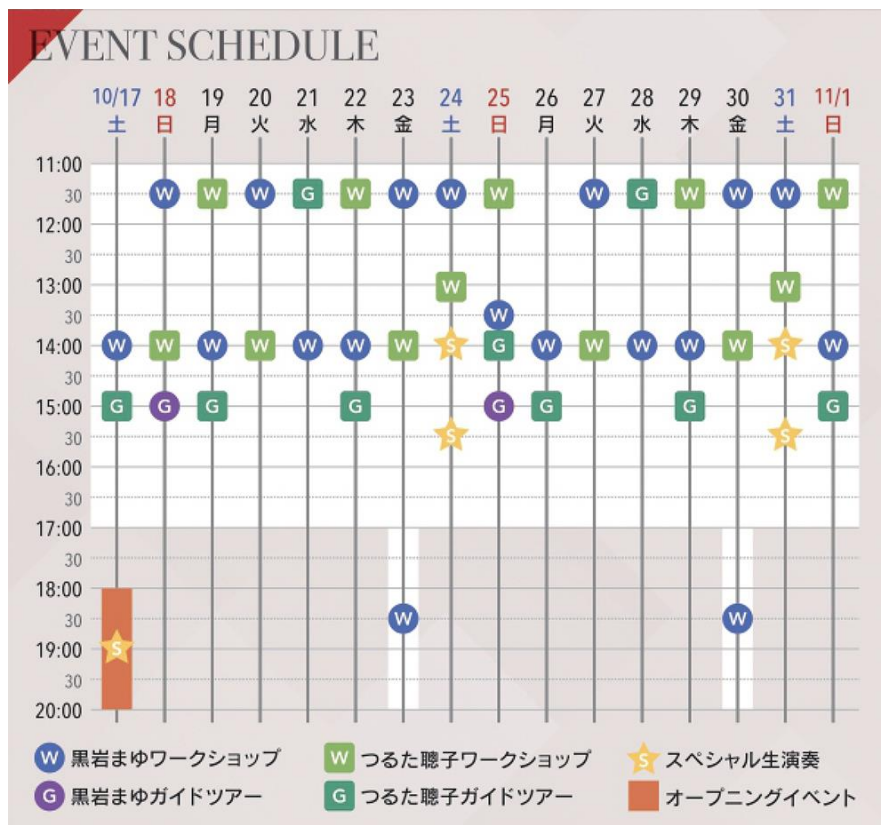 EVENT SCHEDULE
10/17 18 19 20 21 22 23 24 25 26 27 28 29 30 31 11/1
土 日 月 火 水 木 金 土 日 月 火 水 木 金 土 日
11:00
30 W W W G W W W W W G W W W W
12:00
30
13:00 W W
30 W
14:00 W W W W W W W S G W W W W W S W
30
15:00 G G G G G G G G
30 S S
16:00
30
17:00
30
18:00
30 W W
19:00 S
30
20:00
W 黒岩まゆワークショップ W つるた聰子ワークショップ S スペシャル生演奏
G 黒岩まゆガイドツアー G つるた聰子ガイドツアー オープニングイベント